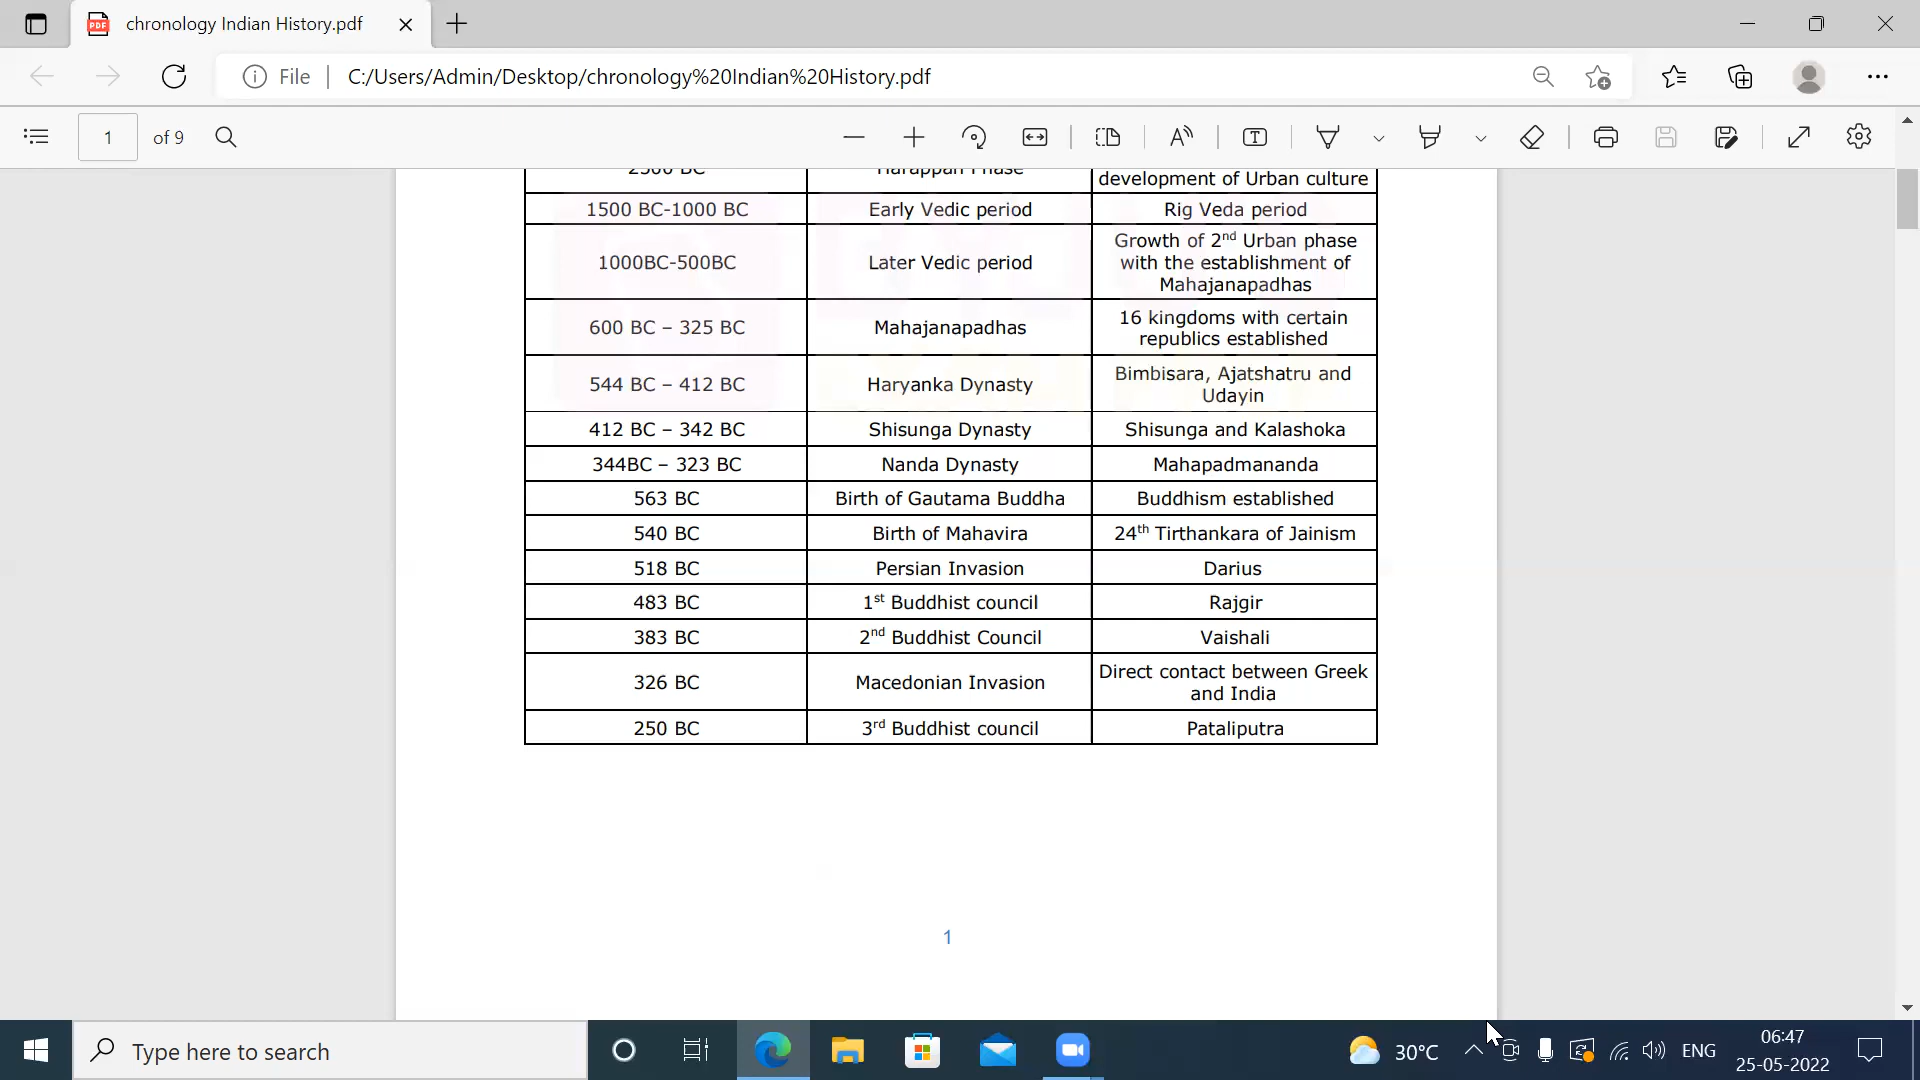 chronology Indian History.pdf
File
C:/Users/Admin/Desktop/chronology%20Indian%20History.pdf
1 of 9
Harappan Phase development of Urban culture
1500 BC-1000 BC Early Vedic period Rig Veda period
1000BC-500BC Later Vedic period Growth of 2nd Urban phase
with the establishment of
Mahajanapadhas
600 BC – 325 BC Mahajanapadhas 16 kingdoms with certain
republics established
544 BC – 412 BC Haryanka Dynasty Bimbisara, Ajatshatru and
Udayin
412 BC – 342 BC Shisunga Dynasty Shisunga and Kalashoka
344BC – 323 BC Nanda Dynasty Mahapadmananda
563 BC Birth of Gautama Buddha Buddhism established
540 BC Birth of Mahavira 24th Tirthankara of Jainism
518 BC Persian Invasion Darius
483 BC 1st Buddhist council Rajgir
383 BC 2nd Buddhist Council Vaishali
326 BC Macedonian Invasion Direct contact between Greek
and India
250 BC 3rd Buddhist council Pataliputra
1
Type here to search
30°C
ENG
06:47
25-05-2022